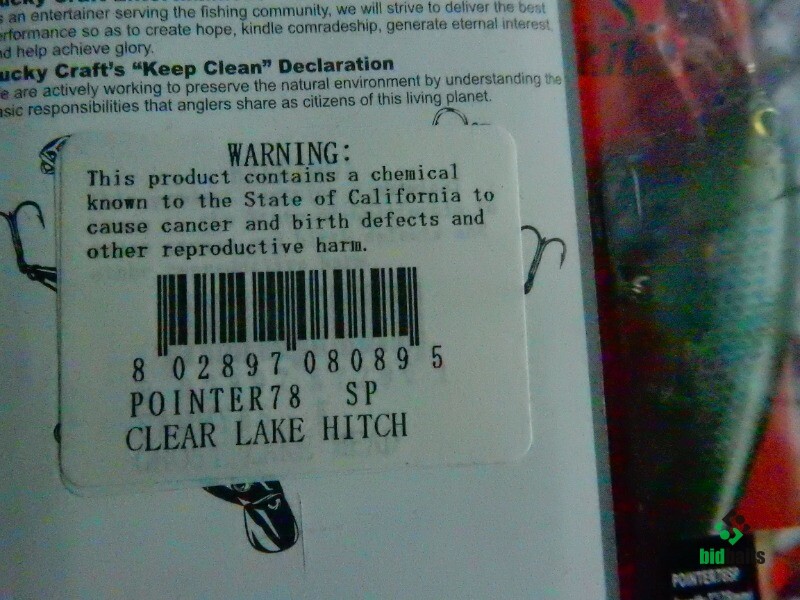 an entertainer serving the fishing community, we will strive to deliver the best
erformance so as to create hope, kindle comradeship, generate eternal interest
nd help achieve glory.
ucky Craft's "Keep Clean" Declaration
e are actively working to preserve the natural environment by understanding the
asic responsibilities that anglers share as citizens of this living planet.
WARNING:
This product contains a chemical
known to the State of California to
cause cancer and birth defects and
other reproductive harm.
8 02897 08089 5
POINTER78 SP
CLEAR LAKE HITCH
POINTER78SP